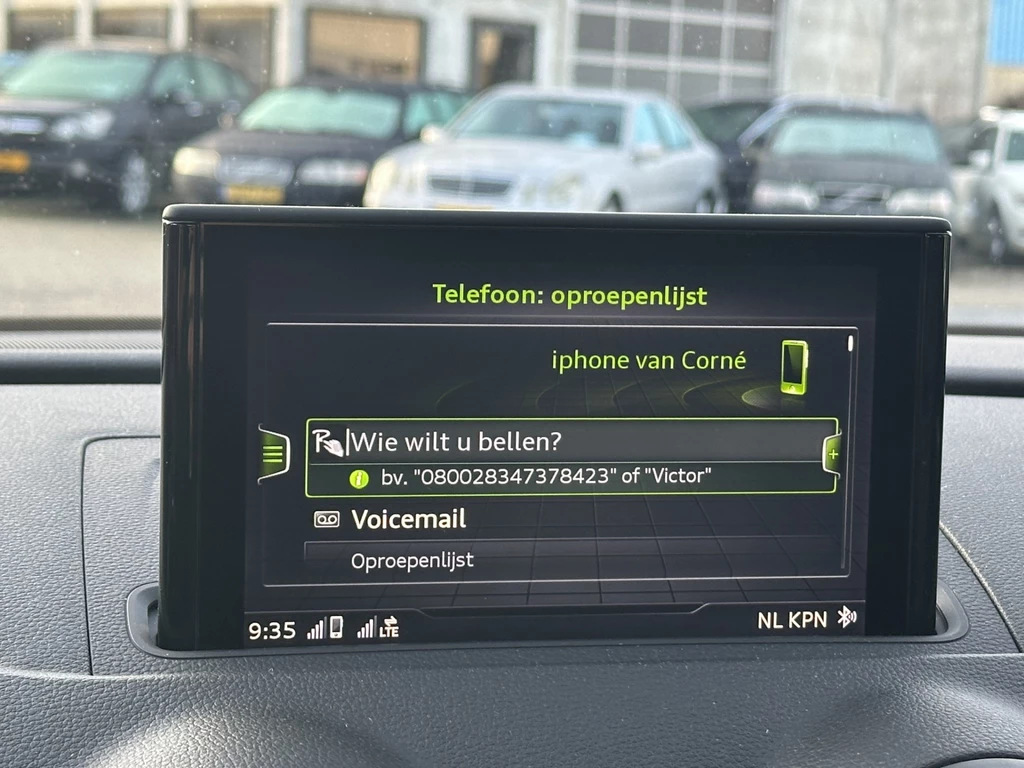 Telefoon: oproepenlijst
iphone van Corné
Wie wilt u bellen?
bv. "080028347378423" of "Victor"
Voicemail
Oproepenlijst
9:35 LTE NL KPN